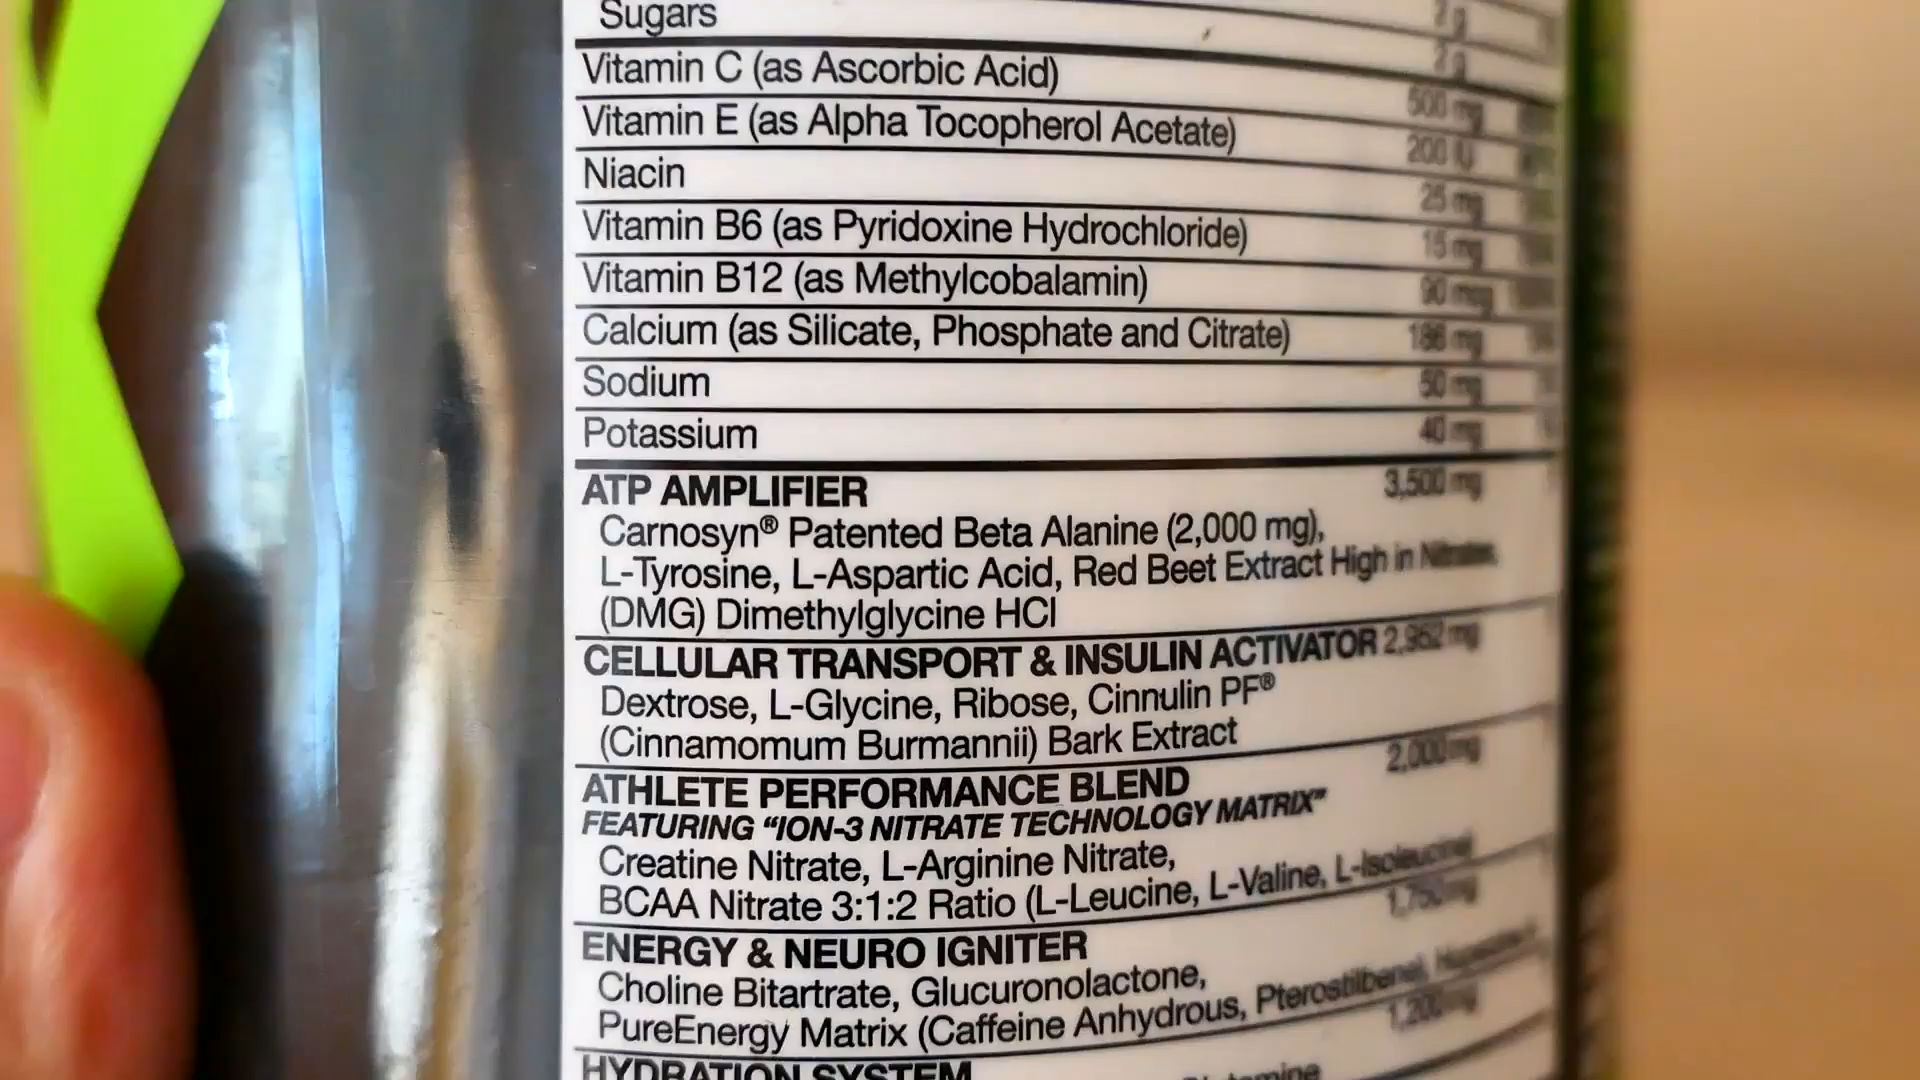 Sugars 2 g
2 g
Vitamin C (as Ascorbic Acid) 500 mg
Vitamin E (as Alpha Tocopherol Acetate) 200 IU
Niacin 25 mg
Vitamin B6 (as Pyridoxine Hydrochloride) 15 mg
Vitamin B12 (as Methylcobalamin) 90 mcg
Calcium (as Silicate, Phosphate and Citrate) 186 mg
Sodium 50 mg
Potassium 40 mg
ATP AMPLIFIER 3,500 mg
Carnosyn® Patented Beta Alanine (2,000 mg),
L-Tyrosine, L-Aspartic Acid, Red Beet Extract High in Nitrates,
(DMG) Dimethylglycine HCl
CELLULAR TRANSPORT & INSULIN ACTIVATOR 2,952 mg
Dextrose, L-Glycine, Ribose, Cinnulin PF®
(Cinnamomum Burmannii) Bark Extract
ATHLETE PERFORMANCE BLEND 2,000 mg
FEATURING “ION-3 NITRATE TECHNOLOGY MATRIX”
Creatine Nitrate, L-Arginine Nitrate,
BCAA Nitrate 3:1:2 Ratio (L-Leucine, L-Valine, L-Isoleucine)
ENERGY & NEURO IGNITER 1,750 mg
Choline Bitartrate, Glucuronolactone,
PureEnergy Matrix (Caffeine Anhydrous, Pterostilbene),
HYDRATION SYSTEM 1,200 mg